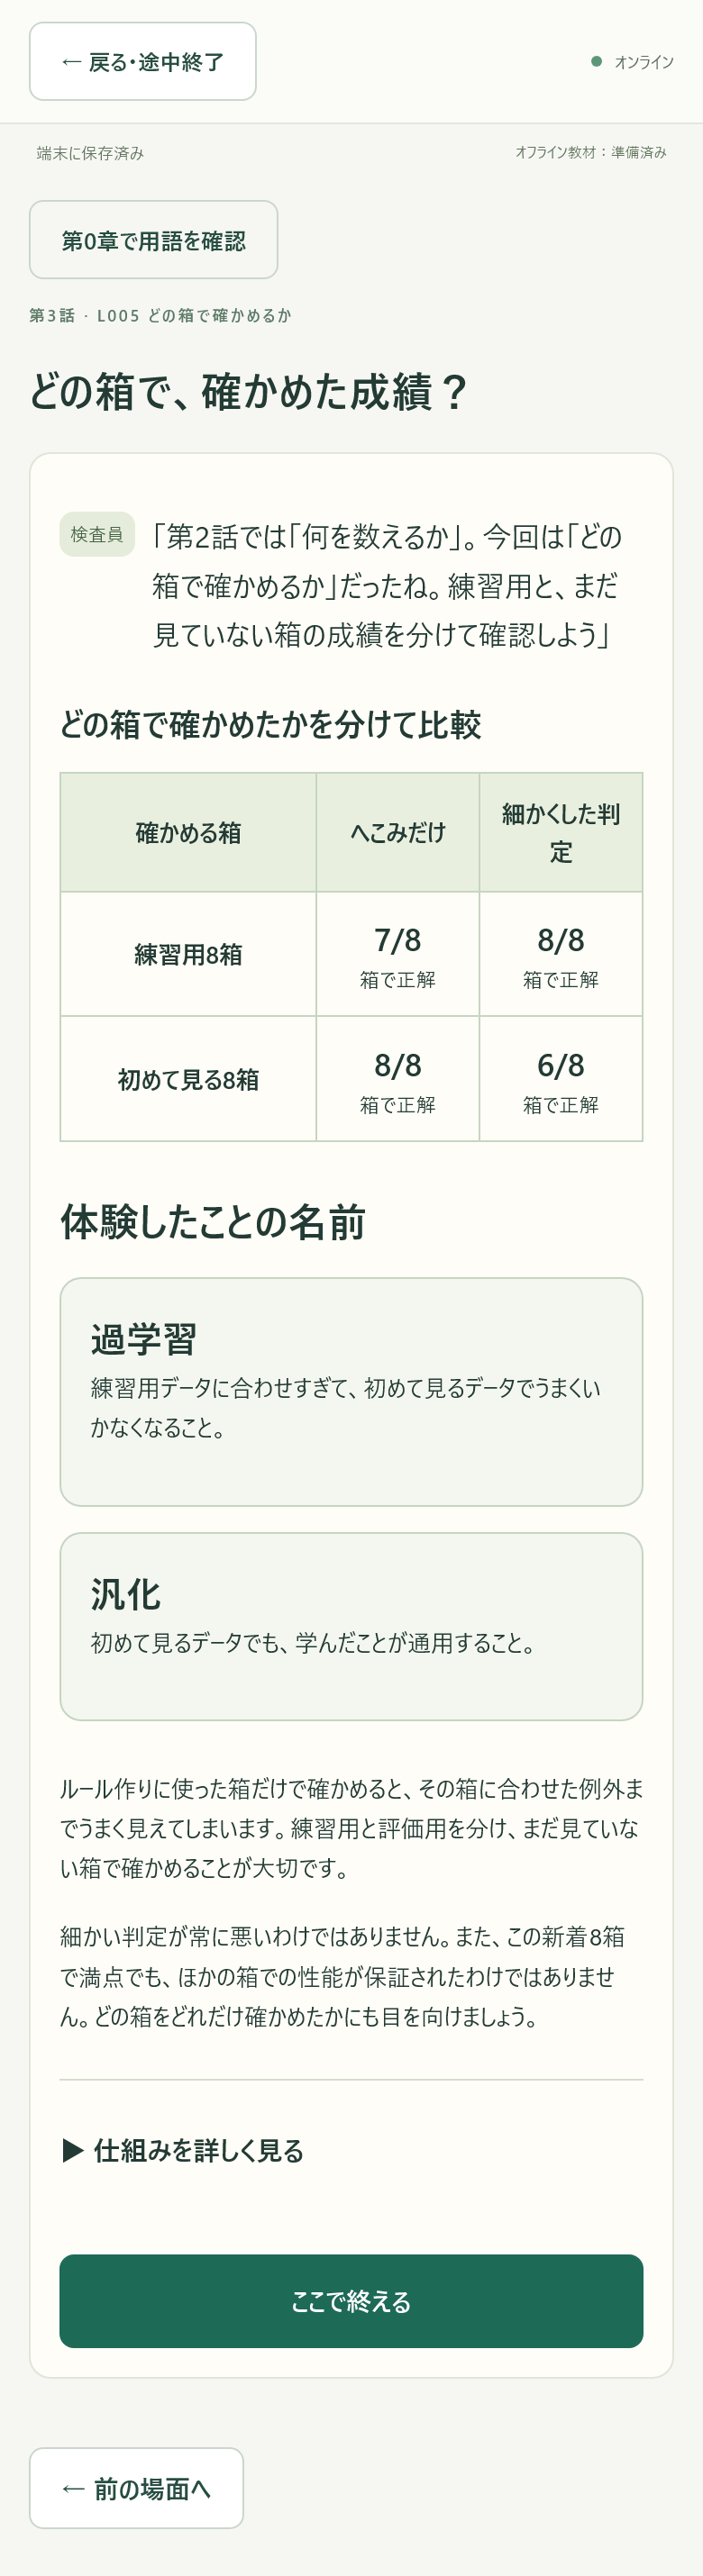 ← 戻る・途中終了
オンライン
端末に保存済み
オフライン教材：準備済み
第0章で用語を確認
第3話 · L005 どの箱で確かめるか
どの箱で、確かめた成績？
検査員
「第2話では「何を数えるか」。今回は「どの
箱で確かめるか」だったね。練習用と、まだ
見ていない箱の成績を分けて確認しよう」
どの箱で確かめたかを分けて比較
確かめる箱
へこみだけ
細かくした判
定
練習用8箱
7/8
箱で正解
8/8
箱で正解
初めて見る8箱
8/8
箱で正解
6/8
箱で正解
体験したことの名前
過学習
練習用データに合わせすぎて、初めて見るデータでうまくい
かなくなること。
汎化
初めて見るデータでも、学んだことが通用すること。
ルール作りに使った箱だけで確かめると、その箱に合わせた例外ま
でうまく見えてしまいます。練習用と評価用を分け、まだ見ていな
い箱で確かめることが大切です。
細かい判定が常に悪いわけではありません。また、この新着8箱
で満点でも、ほかの箱での性能が保証されたわけではありませ
ん。どの箱をどれだけ確かめたかにも目を向けましょう。
▶ 仕組みを詳しく見る
ここで終える
← 前の場面へ